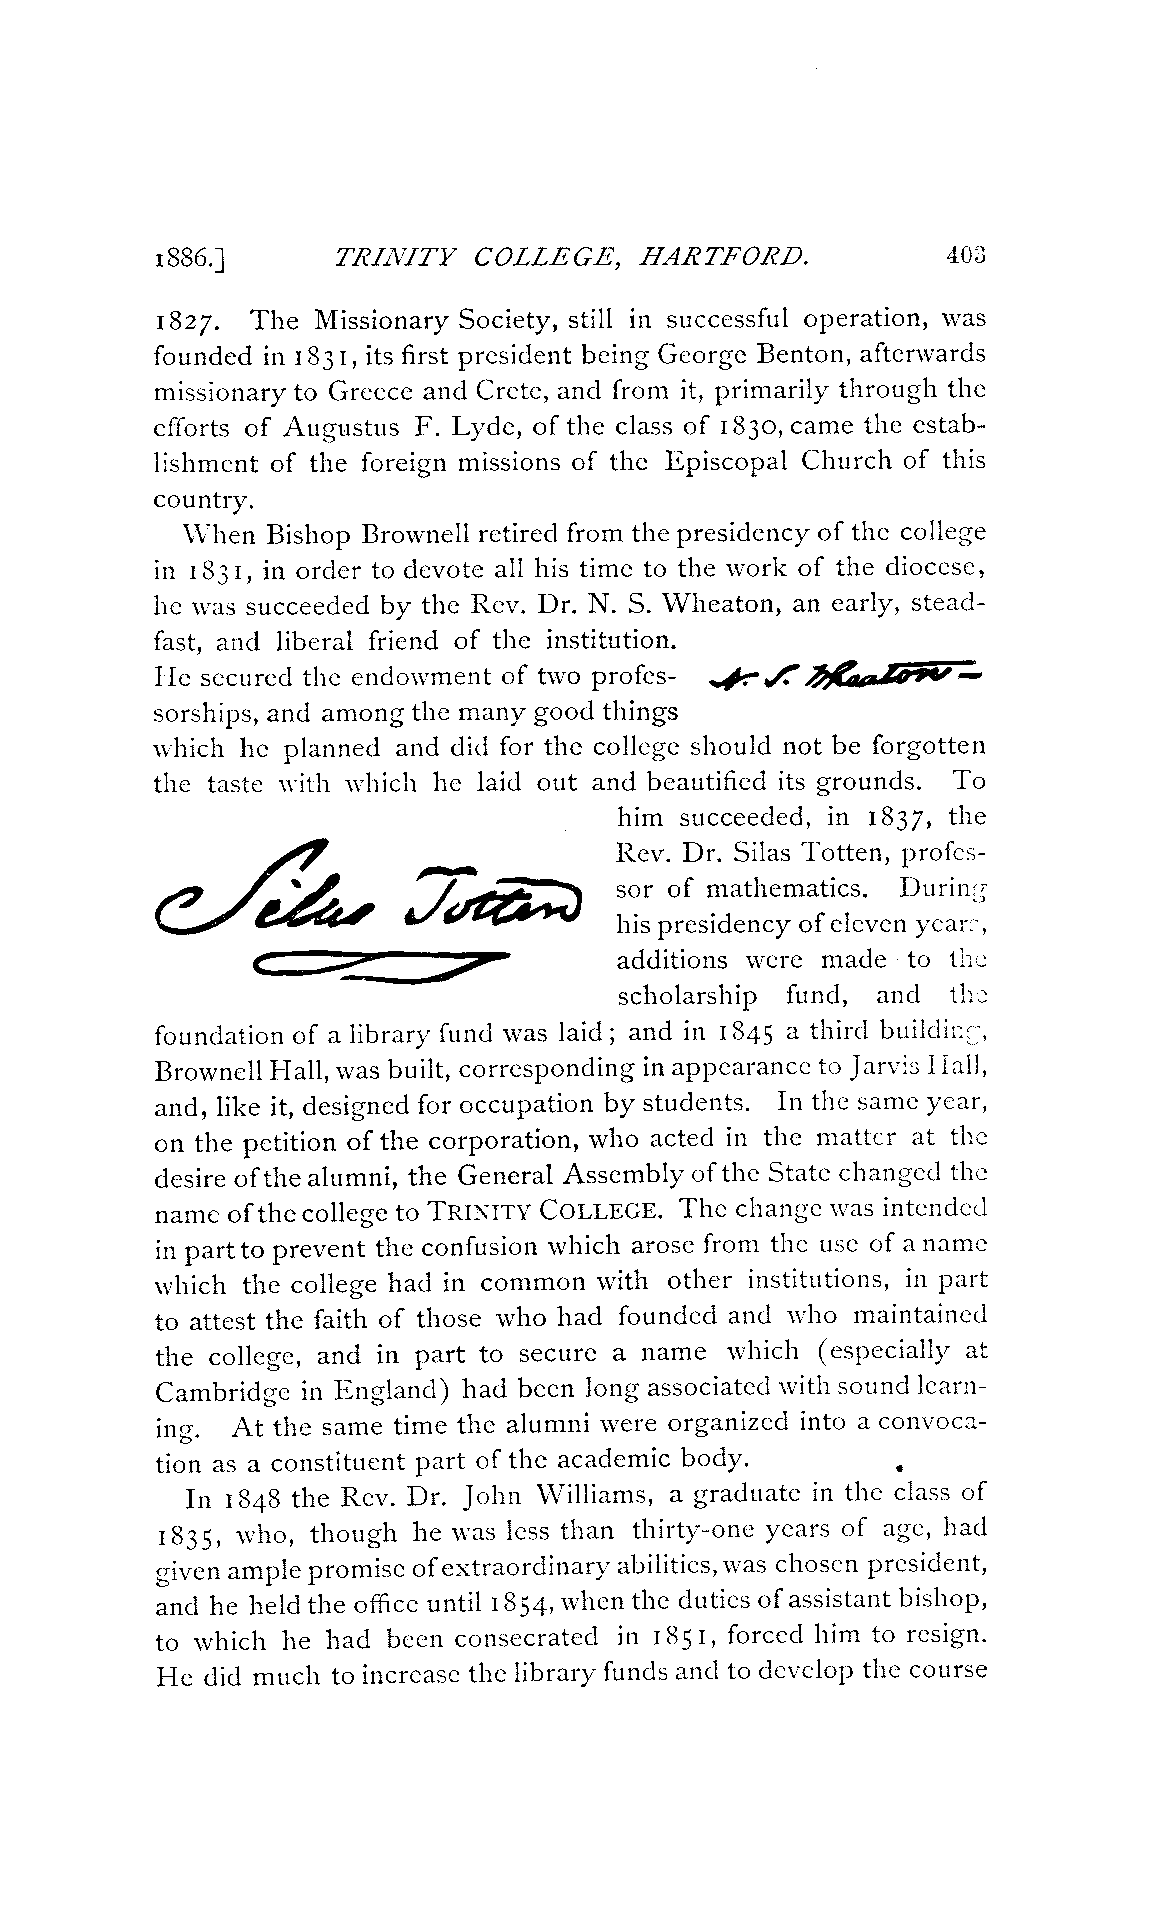 1886.] TRINITY COLLEGE, HARTFORD. 403
1827. The Missionary Society, still in successful operation, was
founded in 1831, its first president being George Benton, afterwards
missionary to Greece and Crete, and from it, primarily through the
efforts of Augustus F. Lyde, of the class of 1830, came the estab-
lishment of the foreign missions of the Episcopal Church of this
country.
When Bishop Brownell retired from the presidency of the college
in 1831, in order to devote all his time to the work of the diocese,
he was succeeded by the Rev. Dr. N. S. Wheaton, an early, stead-
fast, and liberal friend of the institution.
He secured the endowment of two profes-
N. S. Wheaton
sorships, and among the many good things
which he planned and did for the college should not be forgotten
the taste with which he laid out and beautified its grounds. To
him succeeded, in 1837, the
Rev. Dr. Silas Totten, profes-
Silas Totten
sor of mathematics. During
his presidency of eleven years,
additions were made to the
scholarship fund, and the
foundation of a library fund was laid; and in 1845 a third building,
Brownell Hall, was built, corresponding in appearance to Jarvis Hall,
and, like it, designed for occupation by students. In the same year,
on the petition of the corporation, who acted in the matter at the
desire of the alumni, the General Assembly of the State changed the
name of the college to TRINITY COLLEGE. The change was intended
in part to prevent the confusion which arose from the use of a name
which the college had in common with other institutions, in part
to attest the faith of those who had founded and who maintained
the college, and in part to secure a name which (especially at
Cambridge in England) had been long associated with sound learn-
ing. At the same time the alumni were organized into a convoca-
tion as a constituent part of the academic body.
In 1848 the Rev. Dr. John Williams, a graduate in the class of
1835, who, though he was less than thirty-one years of age, had
given ample promise of extraordinary abilities, was chosen president,
and he held the office until 1854, when the duties of assistant bishop,
to which he had been consecrated in 1851, forced him to resign.
He did much to increase the library funds and to develop the course